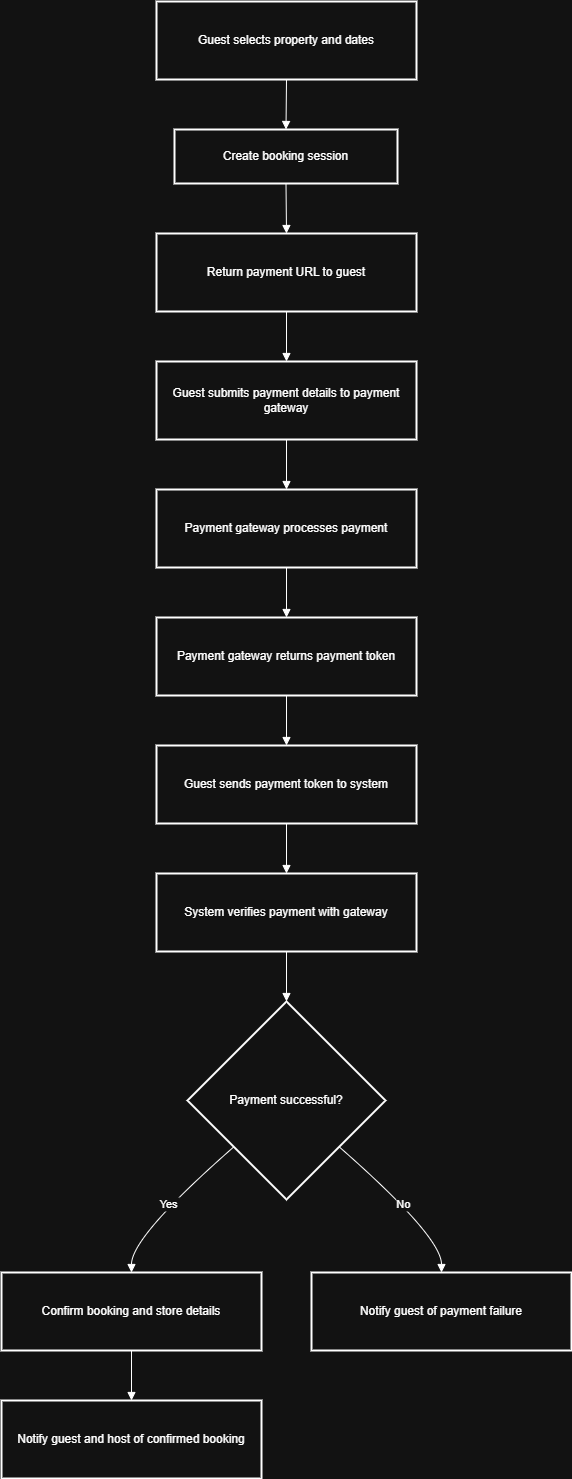 Guest selects property and dates
Create booking session
Return payment URL to guest
Guest submits payment details to payment
gateway
Payment gateway processes payment
Payment gateway returns payment token
Guest sends payment token to system
System verifies payment with gateway
Payment successful?
Yes
No
Confirm booking and store details
Notify guest of payment failure
Notify guest and host of confirmed booking